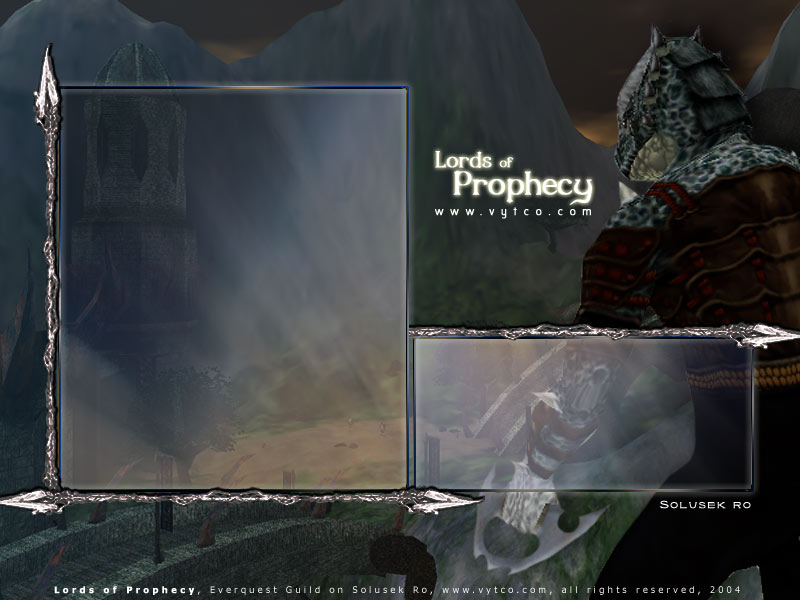 Lords of
Prophecy
www.vytco.com
Solusek ro
Lords of Prophecy, Everquest Guild on Solusek Ro, www.vytco.com, all rights reserved, 2004